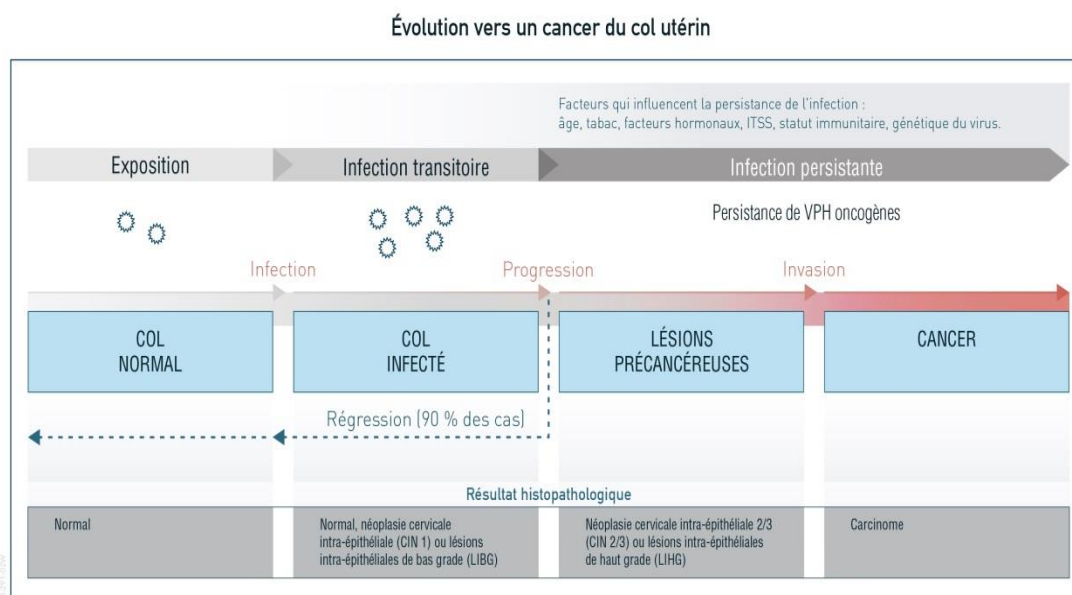 Évolution vers un cancer du col utérin
Facteurs qui influencent la persistance de l'infection :
âge, tabac, facteurs hormonaux, ITSS, statut immunitaire, génétique du virus.
Exposition
Infection transitoire
Infection persistante
Persistance de VPH oncogènes
Infection
Progression
Invasion
COL
NORMAL
COL
INFECTÉ
LÉSIONS
PRÉCANCÉREUSES
CANCER
Régression (90 % des cas)
Résultat histopathologique
Normal
Normal, néoplasie cervicale
intra-épithéliale (CIN 1) ou lésions
intra-épithéliales de bas grade (LIBG)
Néoplasie cervicale intra-épithéliale 2/3
(CIN 2/3) ou lésions intra-épithéliales
de haut grade (LIHG)
Carcinome